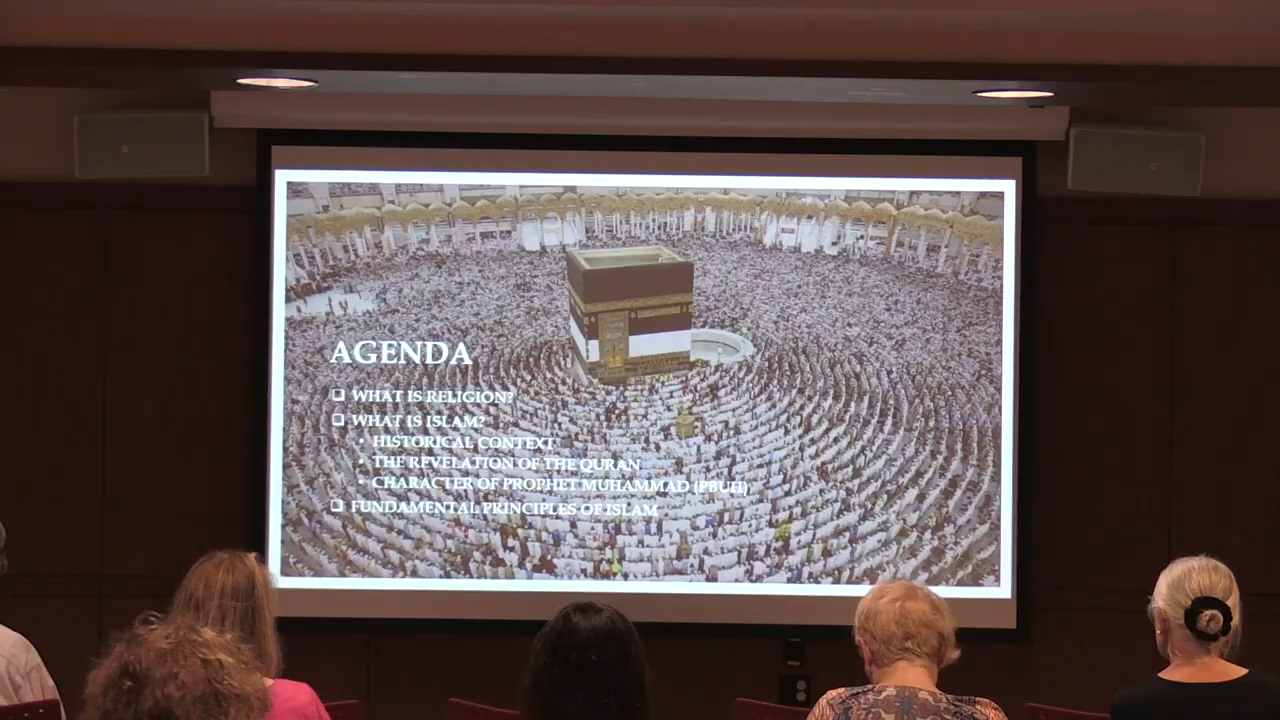 AGENDA
❑ WHAT IS RELIGION?
❑ WHAT IS ISLAM?
• HISTORICAL CONTEXT
• THE REVELATION OF THE QURAN
• CHARACTER OF PROPHET MUHAMMAD (PBUH)
❑ FUNDAMENTAL PRINCIPLES OF ISLAM